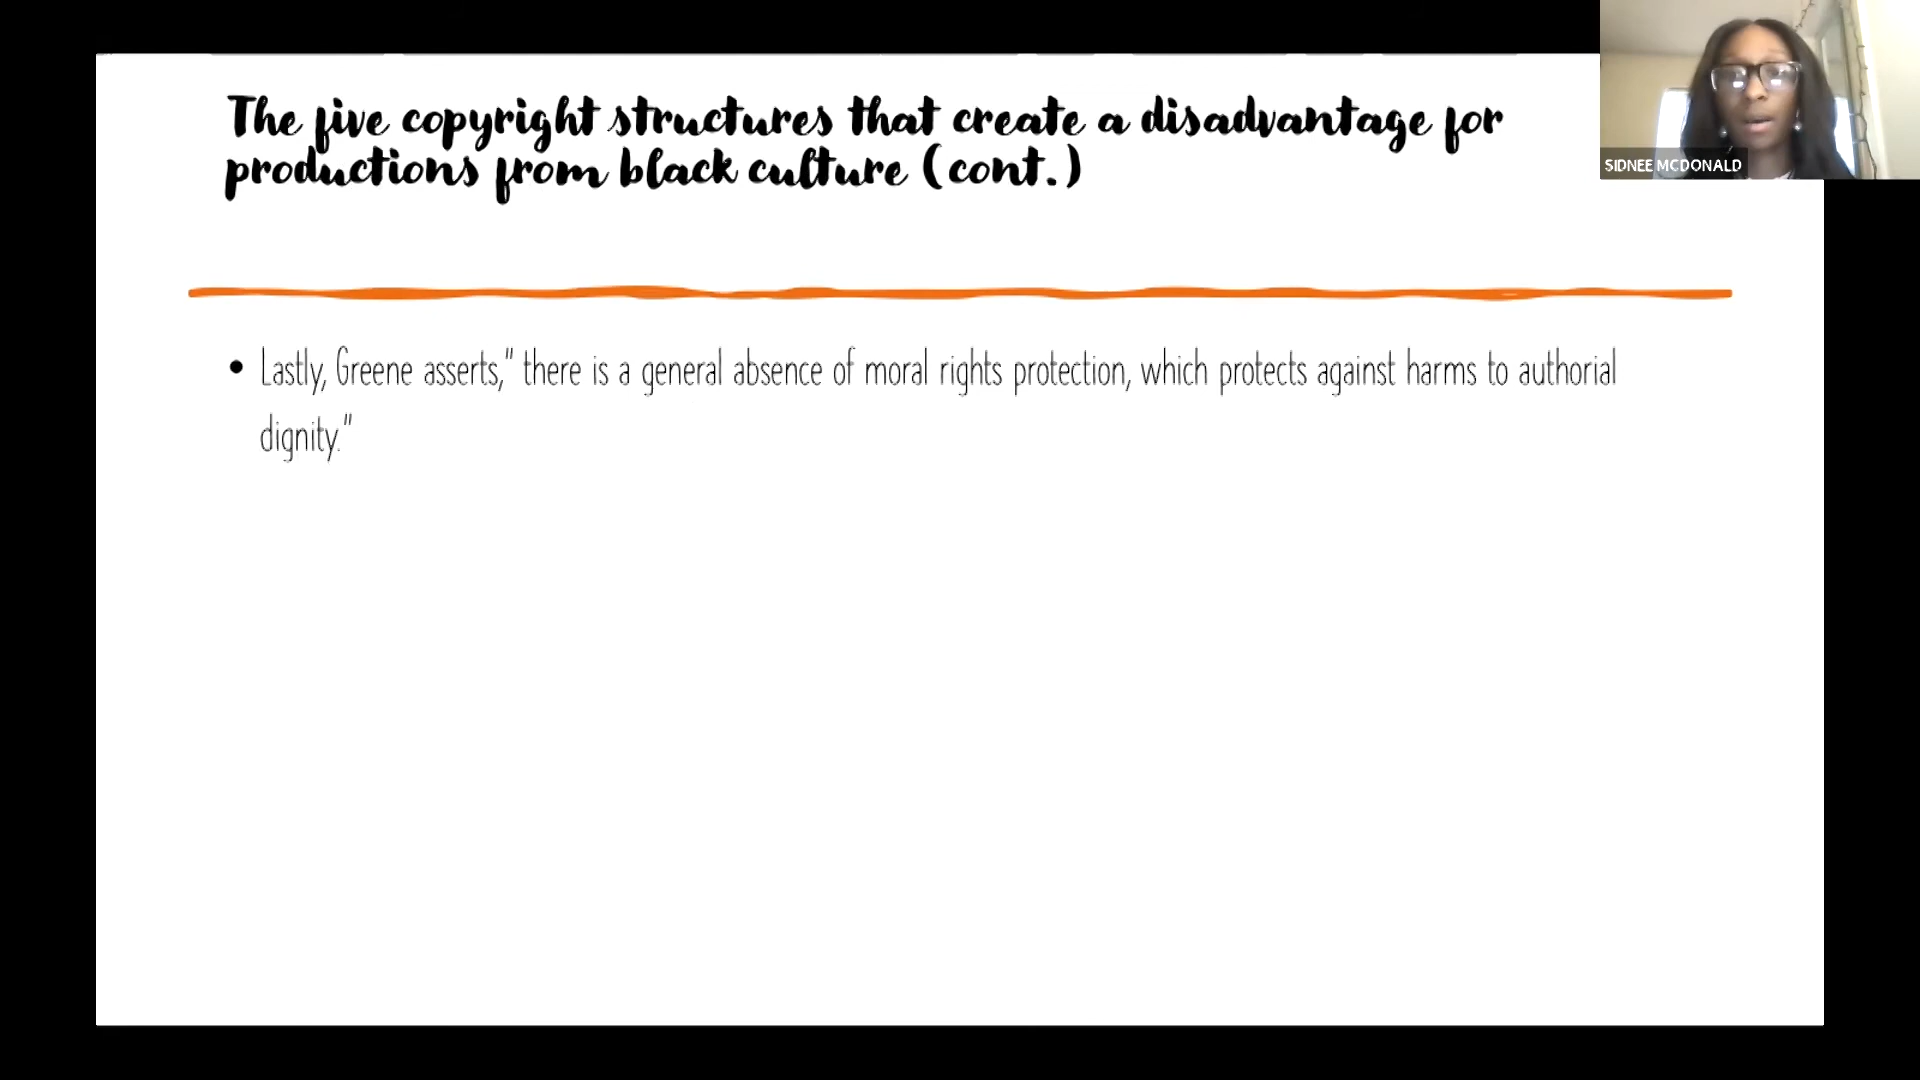 The five copyright structures that create a disadvantage for
productions from black culture (cont.)
SIDNEE MCDONALD
• Lastly, Greene asserts," there is a general absence of moral rights protection, which protects against harms to authorial
dignity."